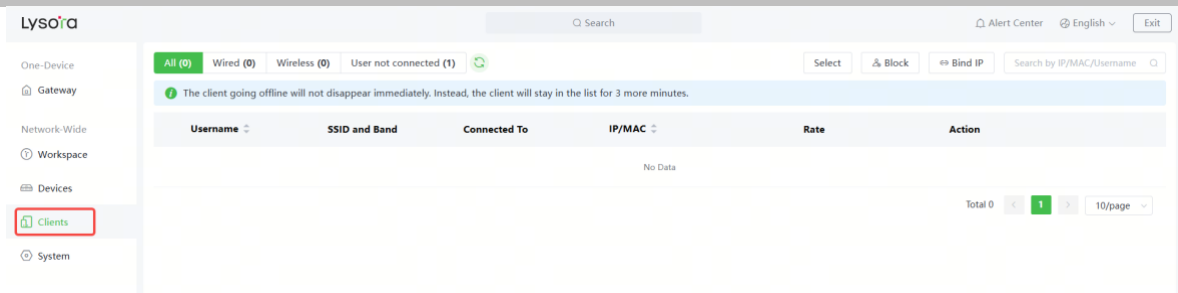 Lysora
Search
Alert Center
English
Exit
One-Device
Gateway
Network-Wide
Workspace
Devices
Clients
System
All (0) Wired (0) Wireless (0) User not connected (1)
Select Block Bind IP Search by IP/MAC/Username
The client going offline will not disappear immediately. Instead, the client will stay in the list for 3 more minutes.
Username SSID and Band Connected To IP/MAC Rate Action
No Data
Total 0 < 1 > 10/page